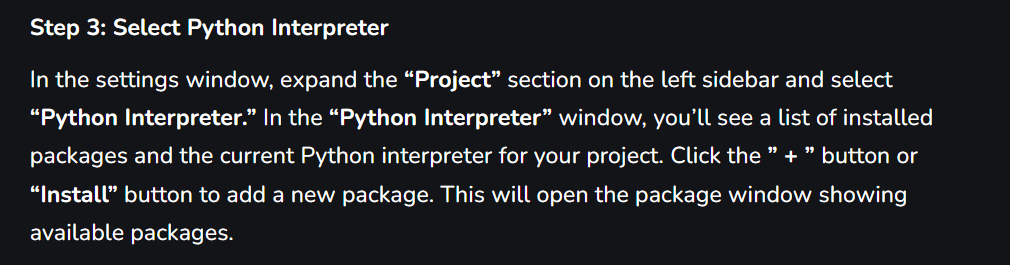 Step 3: Select Python Interpreter
In the settings window, expand the “Project” section on the left sidebar and select
“Python Interpreter.” In the “Python Interpreter” window, you’ll see a list of installed
packages and the current Python interpreter for your project. Click the ” + ” button or
“Install” button to add a new package. This will open the package window showing
available packages.